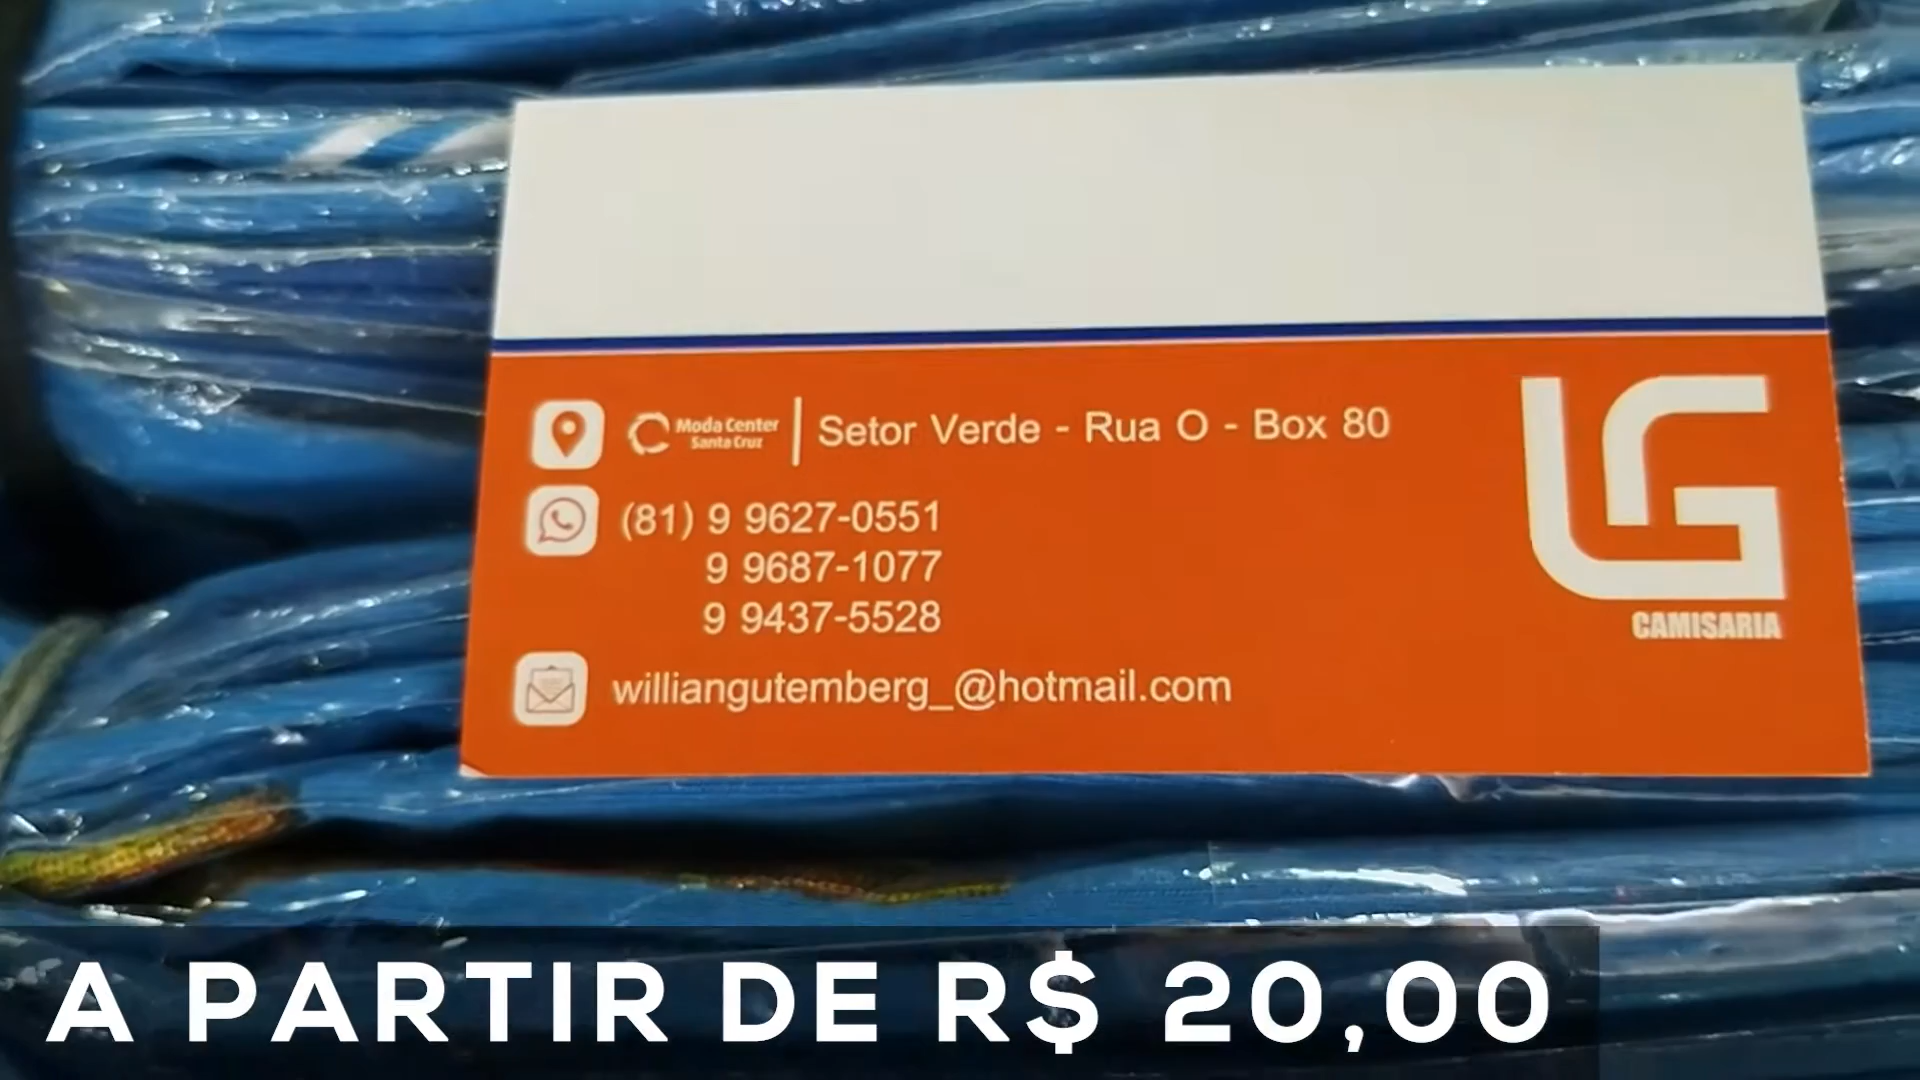 Moda Center
Santa Cruz
Setor Verde - Rua O - Box 80
(81) 9 9627-0551
9 9687-1077
9 9437-5528
williangutemberg_@hotmail.com
LG
CAMISARIA
A PARTIR DE R$ 20,00